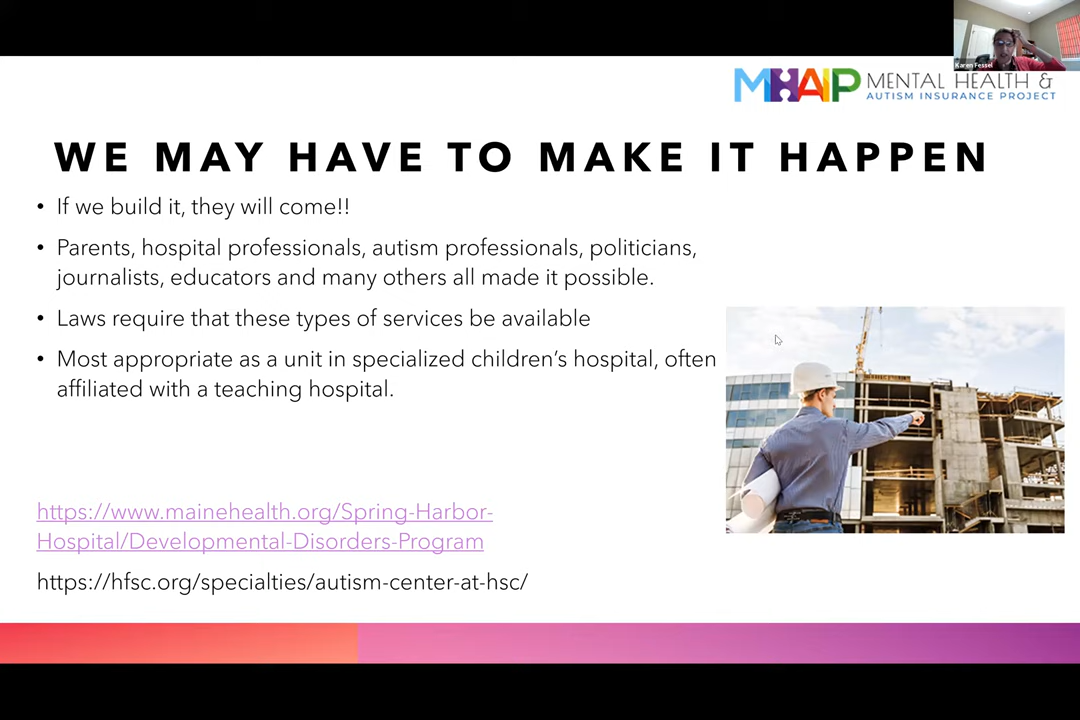 Karen Fessel
MHAIP MENTAL HEALTH &
AUTISM INSURANCE PROJECT
WE MAY HAVE TO MAKE IT HAPPEN
• If we build it, they will come!!
• Parents, hospital professionals, autism professionals, politicians,
journalists, educators and many others all made it possible.
• Laws require that these types of services be available
• Most appropriate as a unit in specialized children’s hospital, often
affiliated with a teaching hospital.
https://www.mainehealth.org/Spring-Harbor-
Hospital/Developmental-Disorders-Program
https://hfsc.org/specialties/autism-center-at-hsc/